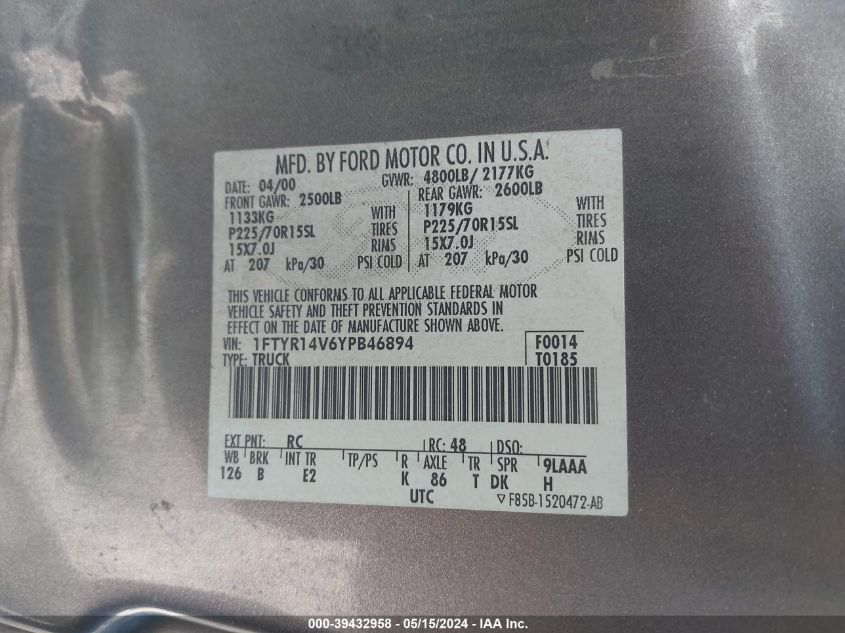 MFD. BY FORD MOTOR CO. IN U.S.A.
DATE: 04/00 GVWR: 4800LB/ 2177KG
FRONT GAWR: 2500LB REAR GAWR: 2600LB
1133KG WITH 1179KG WITH
P225/70R15SL TIRES P225/70R15SL TIRES
15X7.0J RIMS 15X7.0J RIMS
AT 207 kPa/30 PSI COLD AT 207 kPa/30 PSI COLD
THIS VEHICLE CONFORMS TO ALL APPLICABLE FEDERAL MOTOR
VEHICLE SAFETY AND THEFT PREVENTION STANDARDS IN
EFFECT ON THE DATE OF MANUFACTURE SHOWN ABOVE.
VIN: 1FTYR14V6YPB46894 F0014
TYPE: TRUCK T0185
EXT PNT: RC RC: 48 DSO:
WB BRK INT TR TP/PS R AXLE TR SPR 9LAAA
126 B E2 K 86 T DK H
UTC F85B-1520472-AB
000-39432958 - 05/15/2024 - IAA Inc.